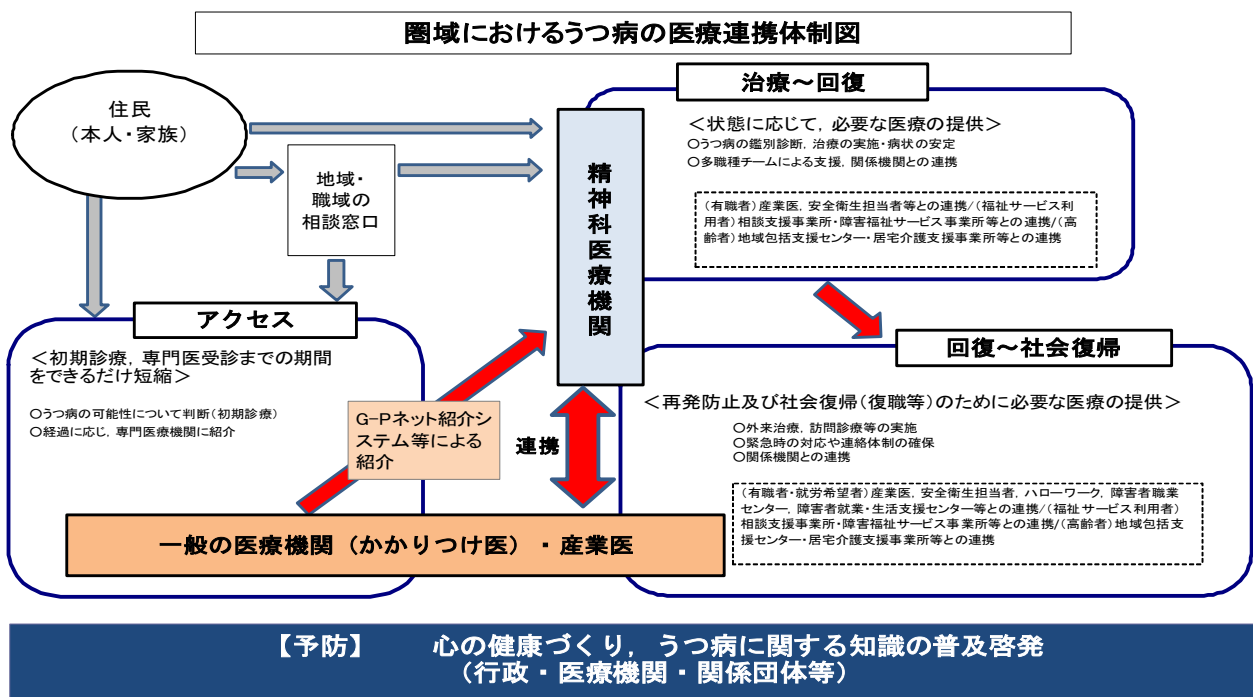 圏域におけるうつ病の医療連携体制図
住民
（本人・家族）
地域・
職域の
相談窓口
精神科医療機関
治療～回復
＜状態に応じて，必要な医療の提供＞
○うつ病の鑑別診断，治療の実施・病状の安定
○多職種チームによる支援，関係機関との連携
（有職者）産業医，安全衛生担当者等との連携/（福祉サービス利
用者）相談支援事業所・障害福祉サービス事業所等との連携/（高
齢者）地域包括支援センター・居宅介護支援事業所等との連携
アクセス
＜初期診療，専門医受診までの期間
をできるだけ短縮＞
○うつ病の可能性について判断（初期診療）
○経過に応じ，専門医療機関に紹介
G-Pネット紹介シ
ステム等による
紹介
連携
回復～社会復帰
＜再発防止及び社会復帰（復職等）のために必要な医療の提供＞
○外来治療，訪問診療等の実施
○緊急時の対応や連絡体制の確保
○関係機関との連携
（有職者・就労希望者）産業医，安全衛生担当者，ハローワーク，障害者職業
センター，障害者就業・生活支援センター等との連携/（福祉サービス利用者）
相談支援事業所・障害福祉サービス事業所等との連携/（高齢者）地域包括支
援センター・居宅介護支援事業所等との連携
一般の医療機関（かかりつけ医）・産業医
【予防】　心の健康づくり，うつ病に関する知識の普及啓発
（行政・医療機関・関係団体等）